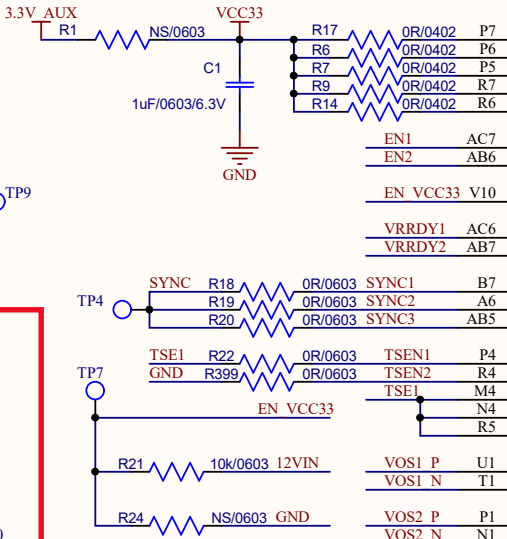 3.3V_AUX VCC33
R1 NS/0603 R17 0R/0402 P7
R6 0R/0402 P6
C1 R7 0R/0402 P5
R9 0R/0402 R7
1uF/0603/6.3V R14 0R/0402 R6
EN1 AC7
EN2 AB6
GND
TP9 EN_VCC33 V10
VRRDY1 AC6
VRRDY2 AB7
SYNC R18 0R/0603 SYNC1 B7
TP4 R19 0R/0603 SYNC2 A6
R20 0R/0603 SYNC3 AB5
TSE1 R22 0R/0603 TSEN1 P4
TP7 GND R399 0R/0603 TSEN2 R4
TSE1 M4
EN_VCC33 N4
R5
R21 10k/0603 12VIN VOS1_P U1
VOS1_N T1
R24 NS/0603 GND VOS2_P P1
VOS2_N N1